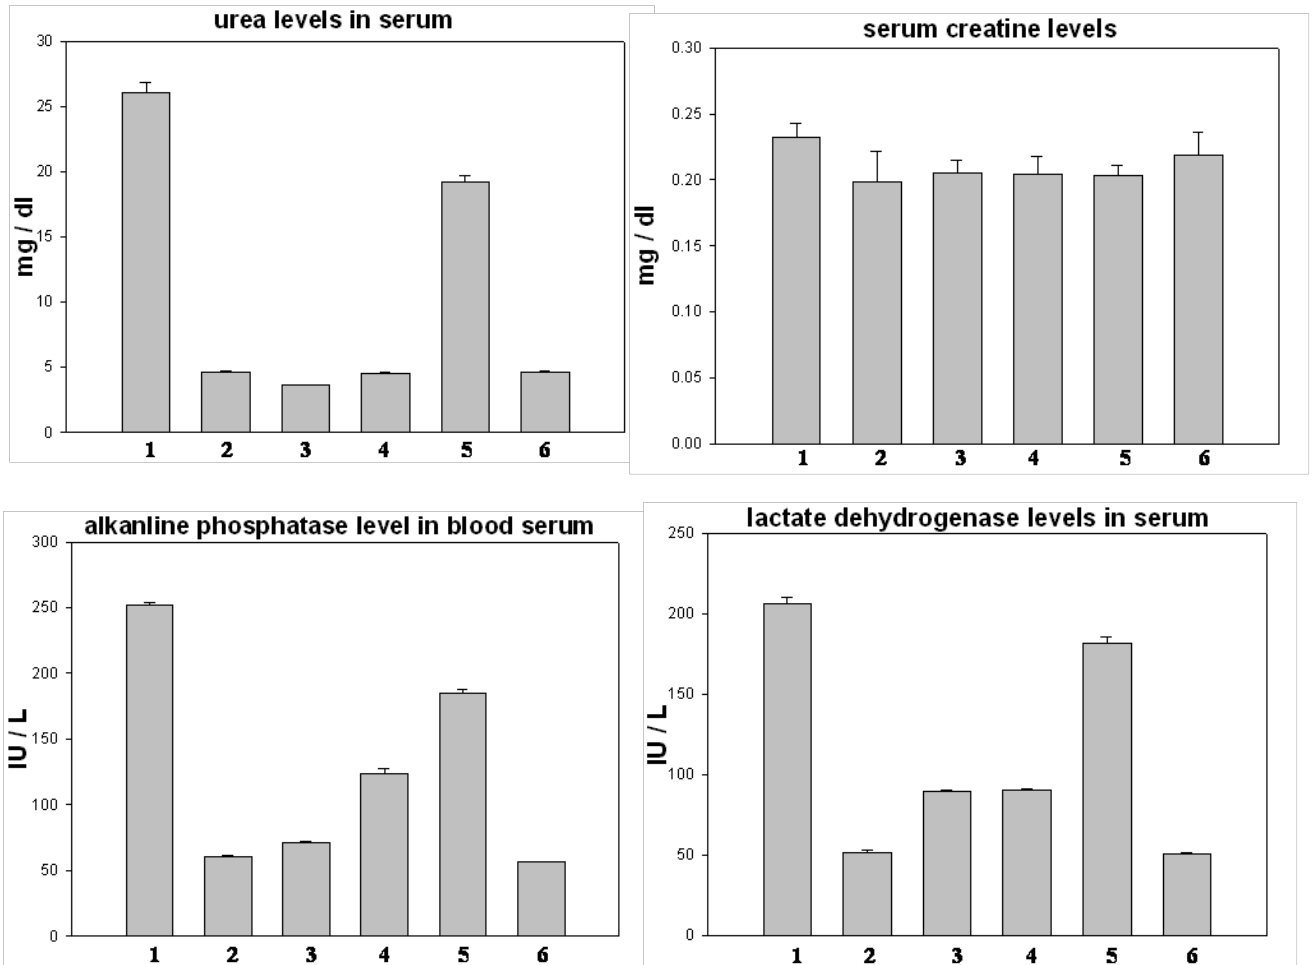 urea levels in serum
30
25
20
15
10
5
0
mg / dl
1 2 3 4 5 6
serum creatine levels
0.30
0.25
0.20
0.15
0.10
0.05
0.00
mg / dl
1 2 3 4 5 6
alkanline phosphatase level in blood serum
300
250
200
150
100
50
0
IU / L
1 2 3 4 5 6
lactate dehydrogenase levels in serum
250
200
150
100
50
0
IU / L
1 2 3 4 5 6